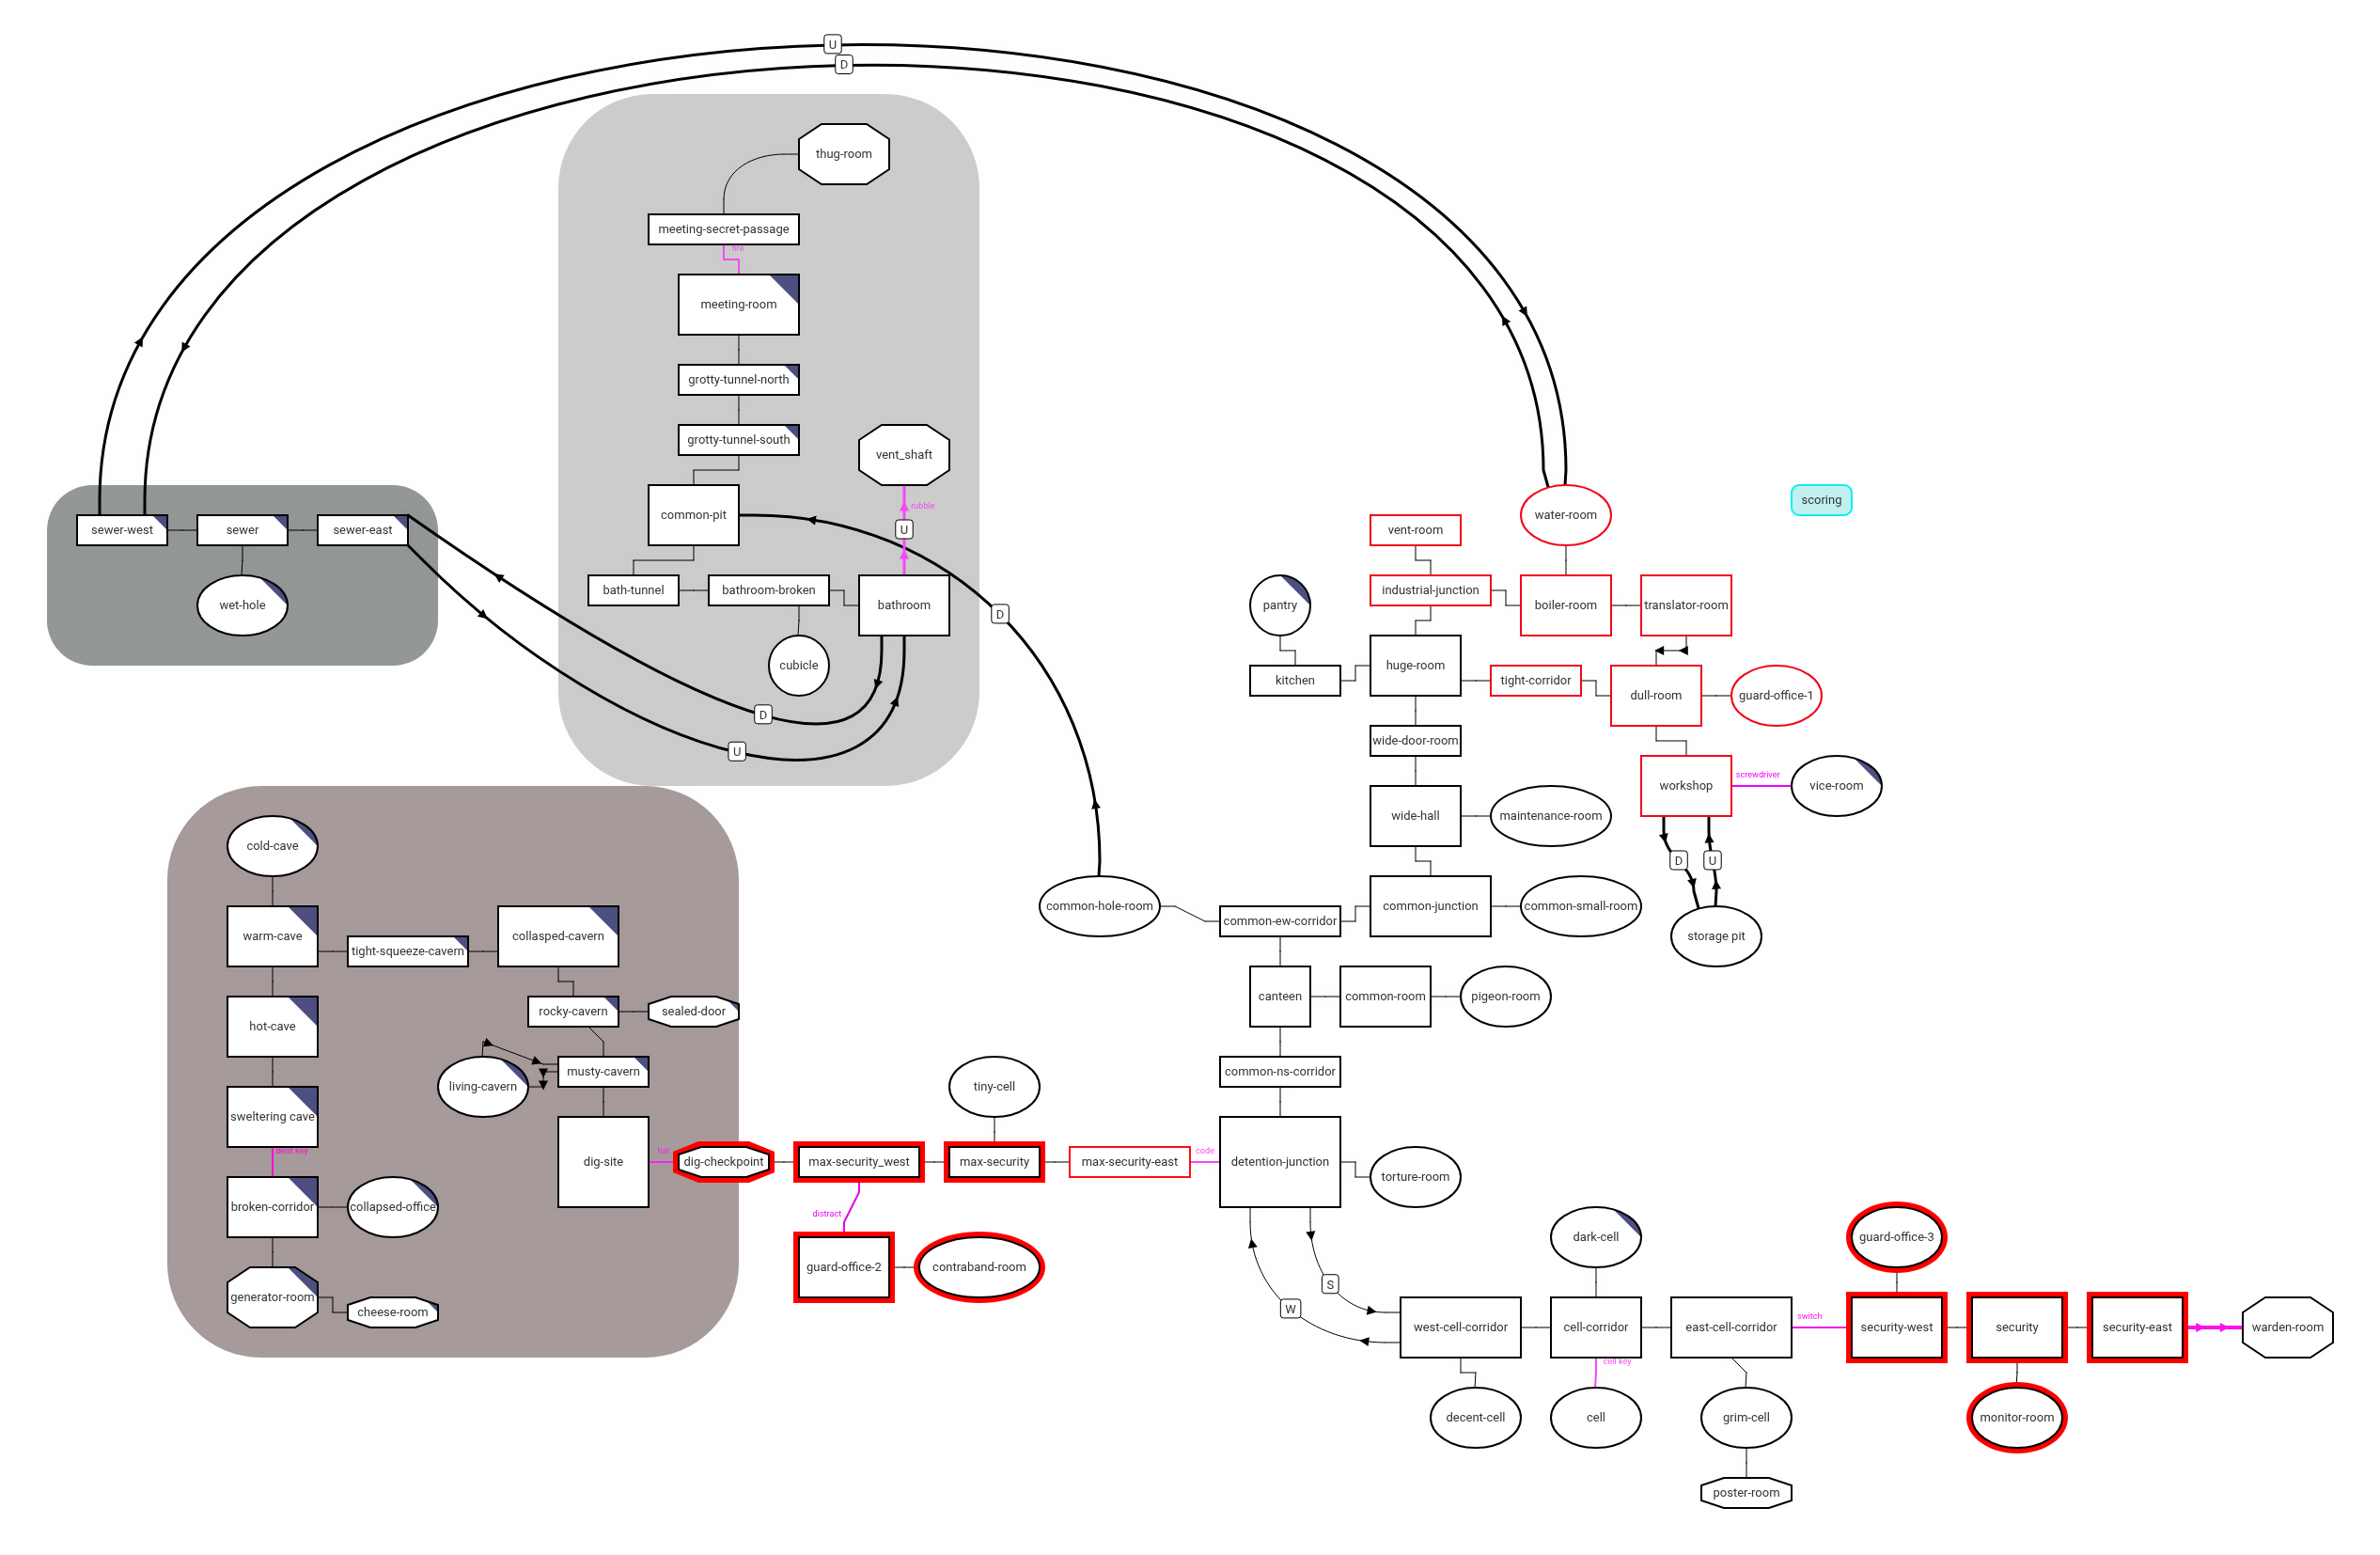 U
D
thug-room
meeting-secret-passage
fire
meeting-room
grotty-tunnel-north
grotty-tunnel-south
vent_shaft
rubble
U
common-pit
bath-tunnel
bathroom-broken
bathroom
cubicle
D
U
D
sewer-west
sewer
sewer-east
wet-hole
water-room
scoring
vent-room
industrial-junction
boiler-room
translator-room
pantry
kitchen
huge-room
tight-corridor
dull-room
guard-office-1
wide-door-room
wide-hall
maintenance-room
workshop
screwdriver
vice-room
D
U
storage pit
common-hole-room
common-ew-corridor
common-junction
common-small-room
canteen
common-room
pigeon-room
common-ns-corridor
cold-cave
warm-cave
tight-squeeze-cavern
collasped-cavern
hot-cave
rocky-cavern
sealed-door
living-cavern
musty-cavern
sweltering cave
bent key
dig-site
hat
dig-checkpoint
max-security_west
tiny-cell
max-security
max-security-east
code
detention-junction
torture-room
broken-corridor
collapsed-office
distract
guard-office-2
contraband-room
generator-room
cheese-room
S
W
dark-cell
guard-office-3
west-cell-corridor
cell-corridor
east-cell-corridor
switch
security-west
security
security-east
warden-room
cell key
decent-cell
cell
grim-cell
monitor-room
poster-room